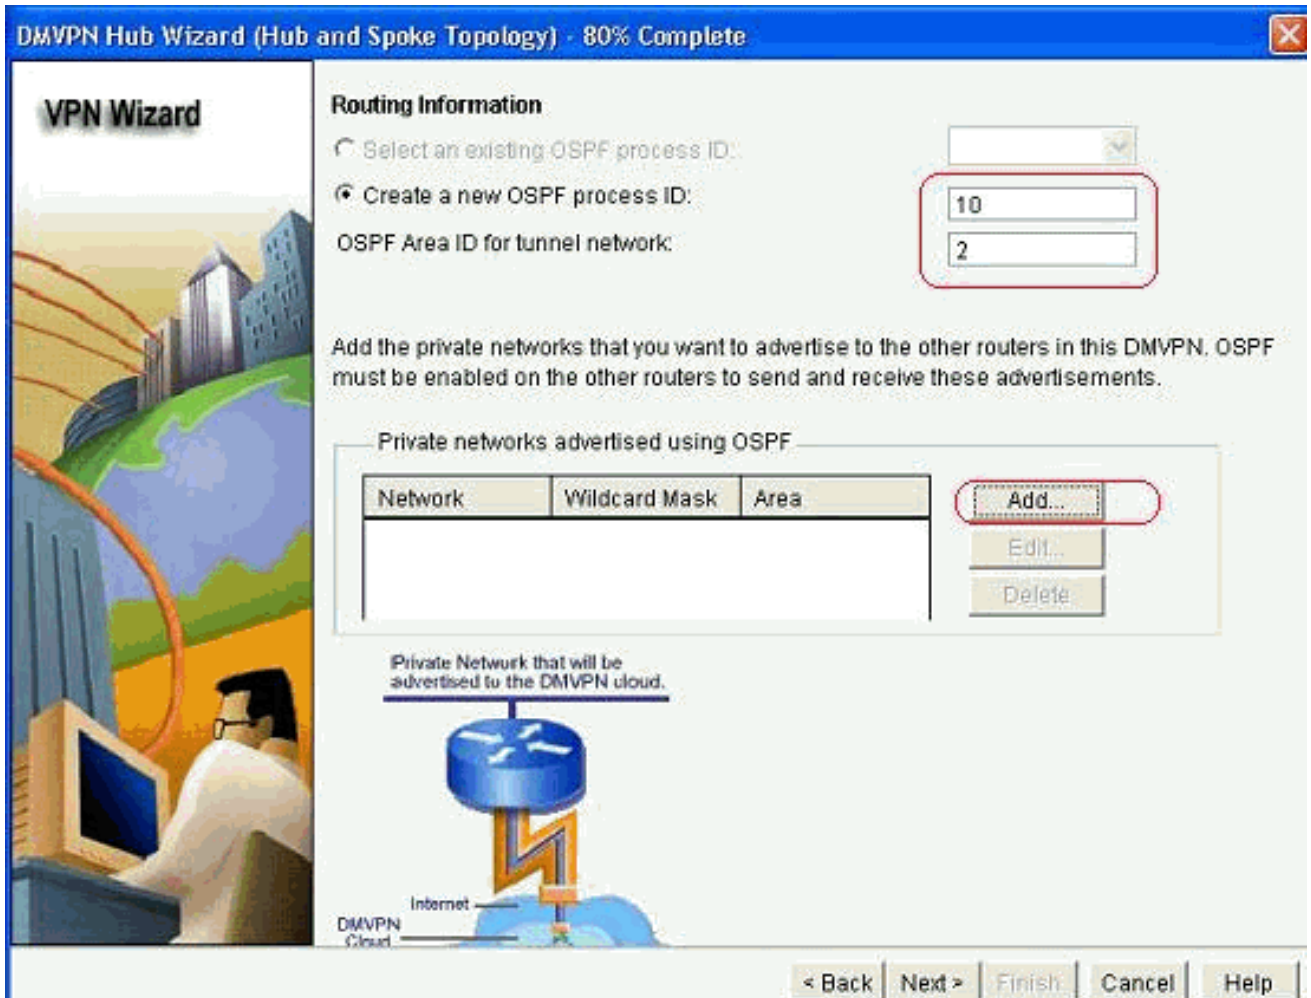 DMVPN Hub Wizard (Hub and Spoke Topology) - 80% Complete
VPN Wizard
Routing Information
Select an existing OSPF process ID:
Create a new OSPF process ID:
10
OSPF Area ID for tunnel network:
2
Add the private networks that you want to advertise to the other routers in this DMVPN. OSPF
must be enabled on the other routers to send and receive these advertisements.
Private networks advertised using OSPF
Network Wildcard Mask Area
Add...
Edit...
Delete
Private Network that will be
advertised to the DMVPN cloud.
Internet
DMVPN
Cloud
< Back Next > Finish Cancel Help